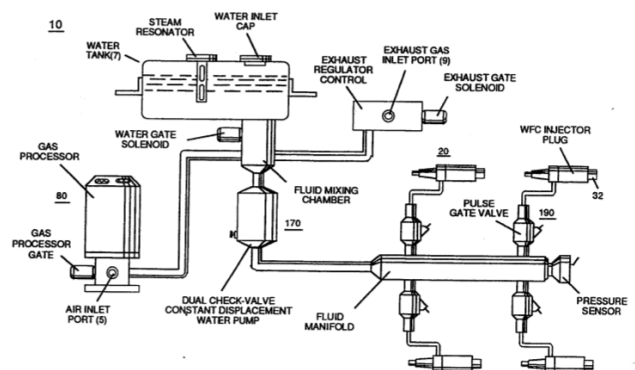 10
STEAM
RESONATOR
WATER INLET
CAP
WATER
TANK(7)
EXHAUST
REGULATOR
CONTROL
EXHAUST GAS
INLET PORT (9)
EXHAUST GATE
SOLENOID
WATER GATE
SOLENOID
GAS
PROCESSOR
80
FLUID MIXING
CHAMBER
20
WFC INJECTOR
PLUG
32
170
PULSE
GATE VALVE
190
GAS
PROCESSOR
GATE
AIR INLET
PORT (5)
DUAL CHECK-VALVE
CONSTANT DISPLACEMENT
WATER PUMP
FLUID
MANIFOLD
PRESSURE
SENSOR